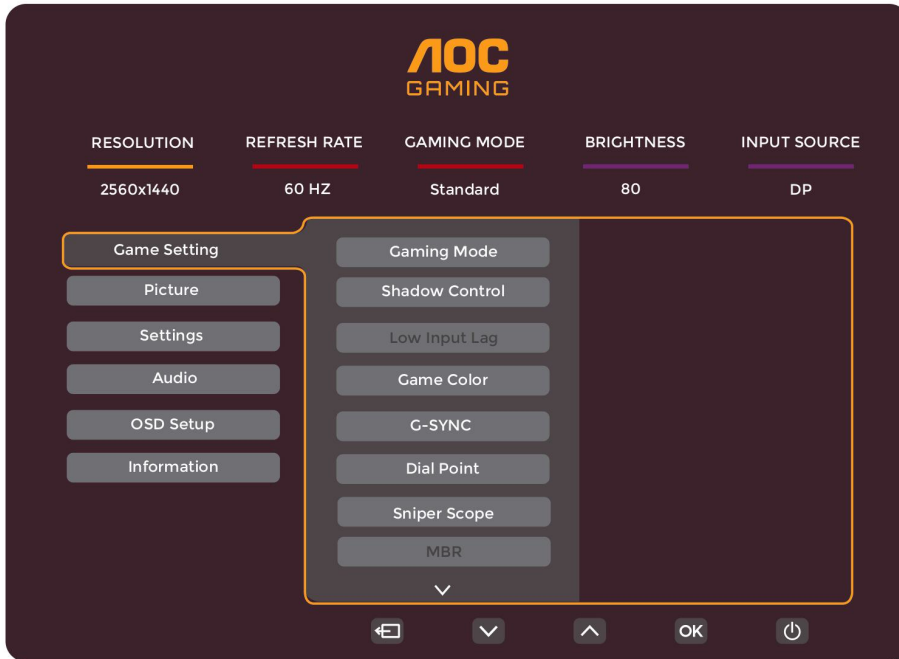 AOC
GAMING
RESOLUTION REFRESH RATE GAMING MODE BRIGHTNESS INPUT SOURCE
2560x1440 60 HZ Standard 80 DP
Game Setting
Picture
Settings
Audio
OSD Setup
Information
Gaming Mode
Shadow Control
Low Input Lag
Game Color
G-SYNC
Dial Point
Sniper Scope
MBR
OK